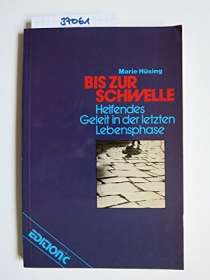 37061
Marie Hüsing
BIS ZUR
SCHWELLE
Helfendes
Geleit in der letzten
Lebensphase
EDITION C